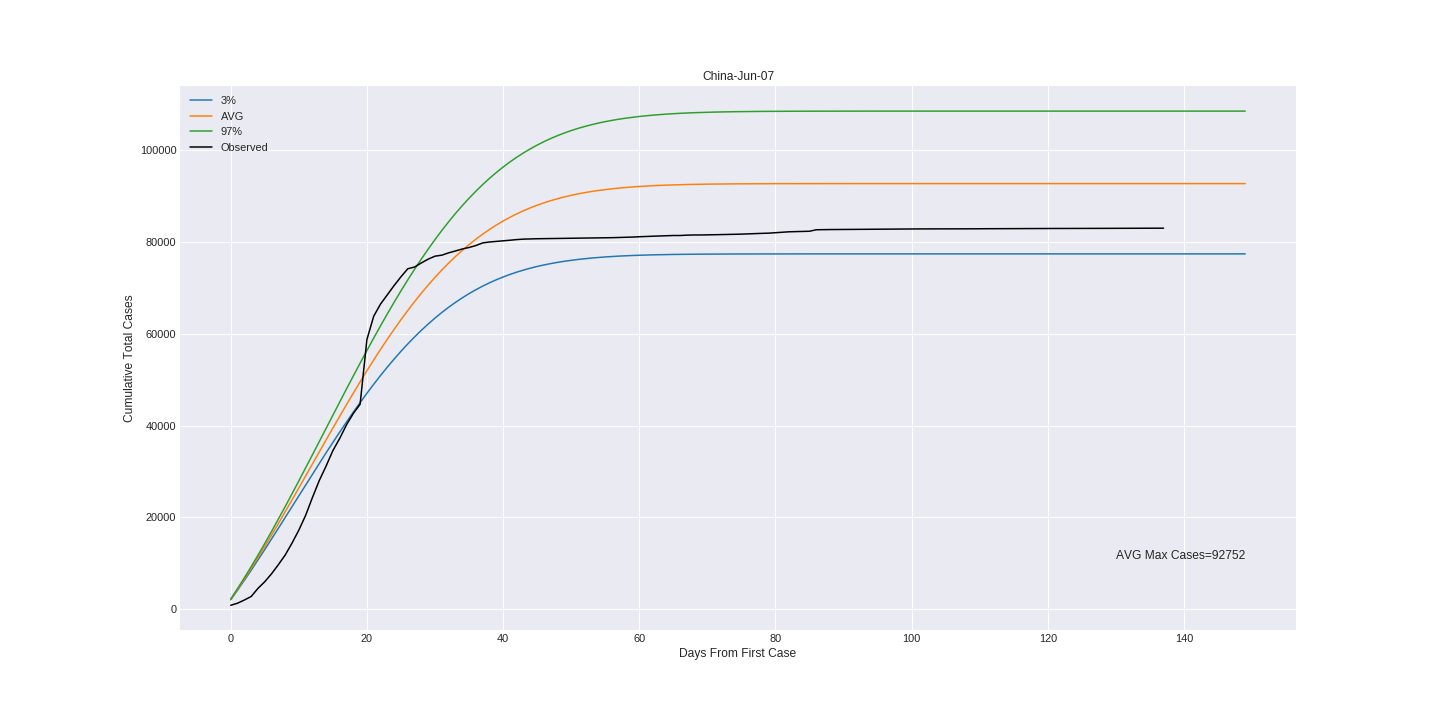 China-Jun-07
3%
AVG
97%
Observed
100000
80000
60000
40000
20000
0
Cumulative Total Cases
AVG Max Cases=92752
0 20 40 60 80 100 120 140
Days From First Case